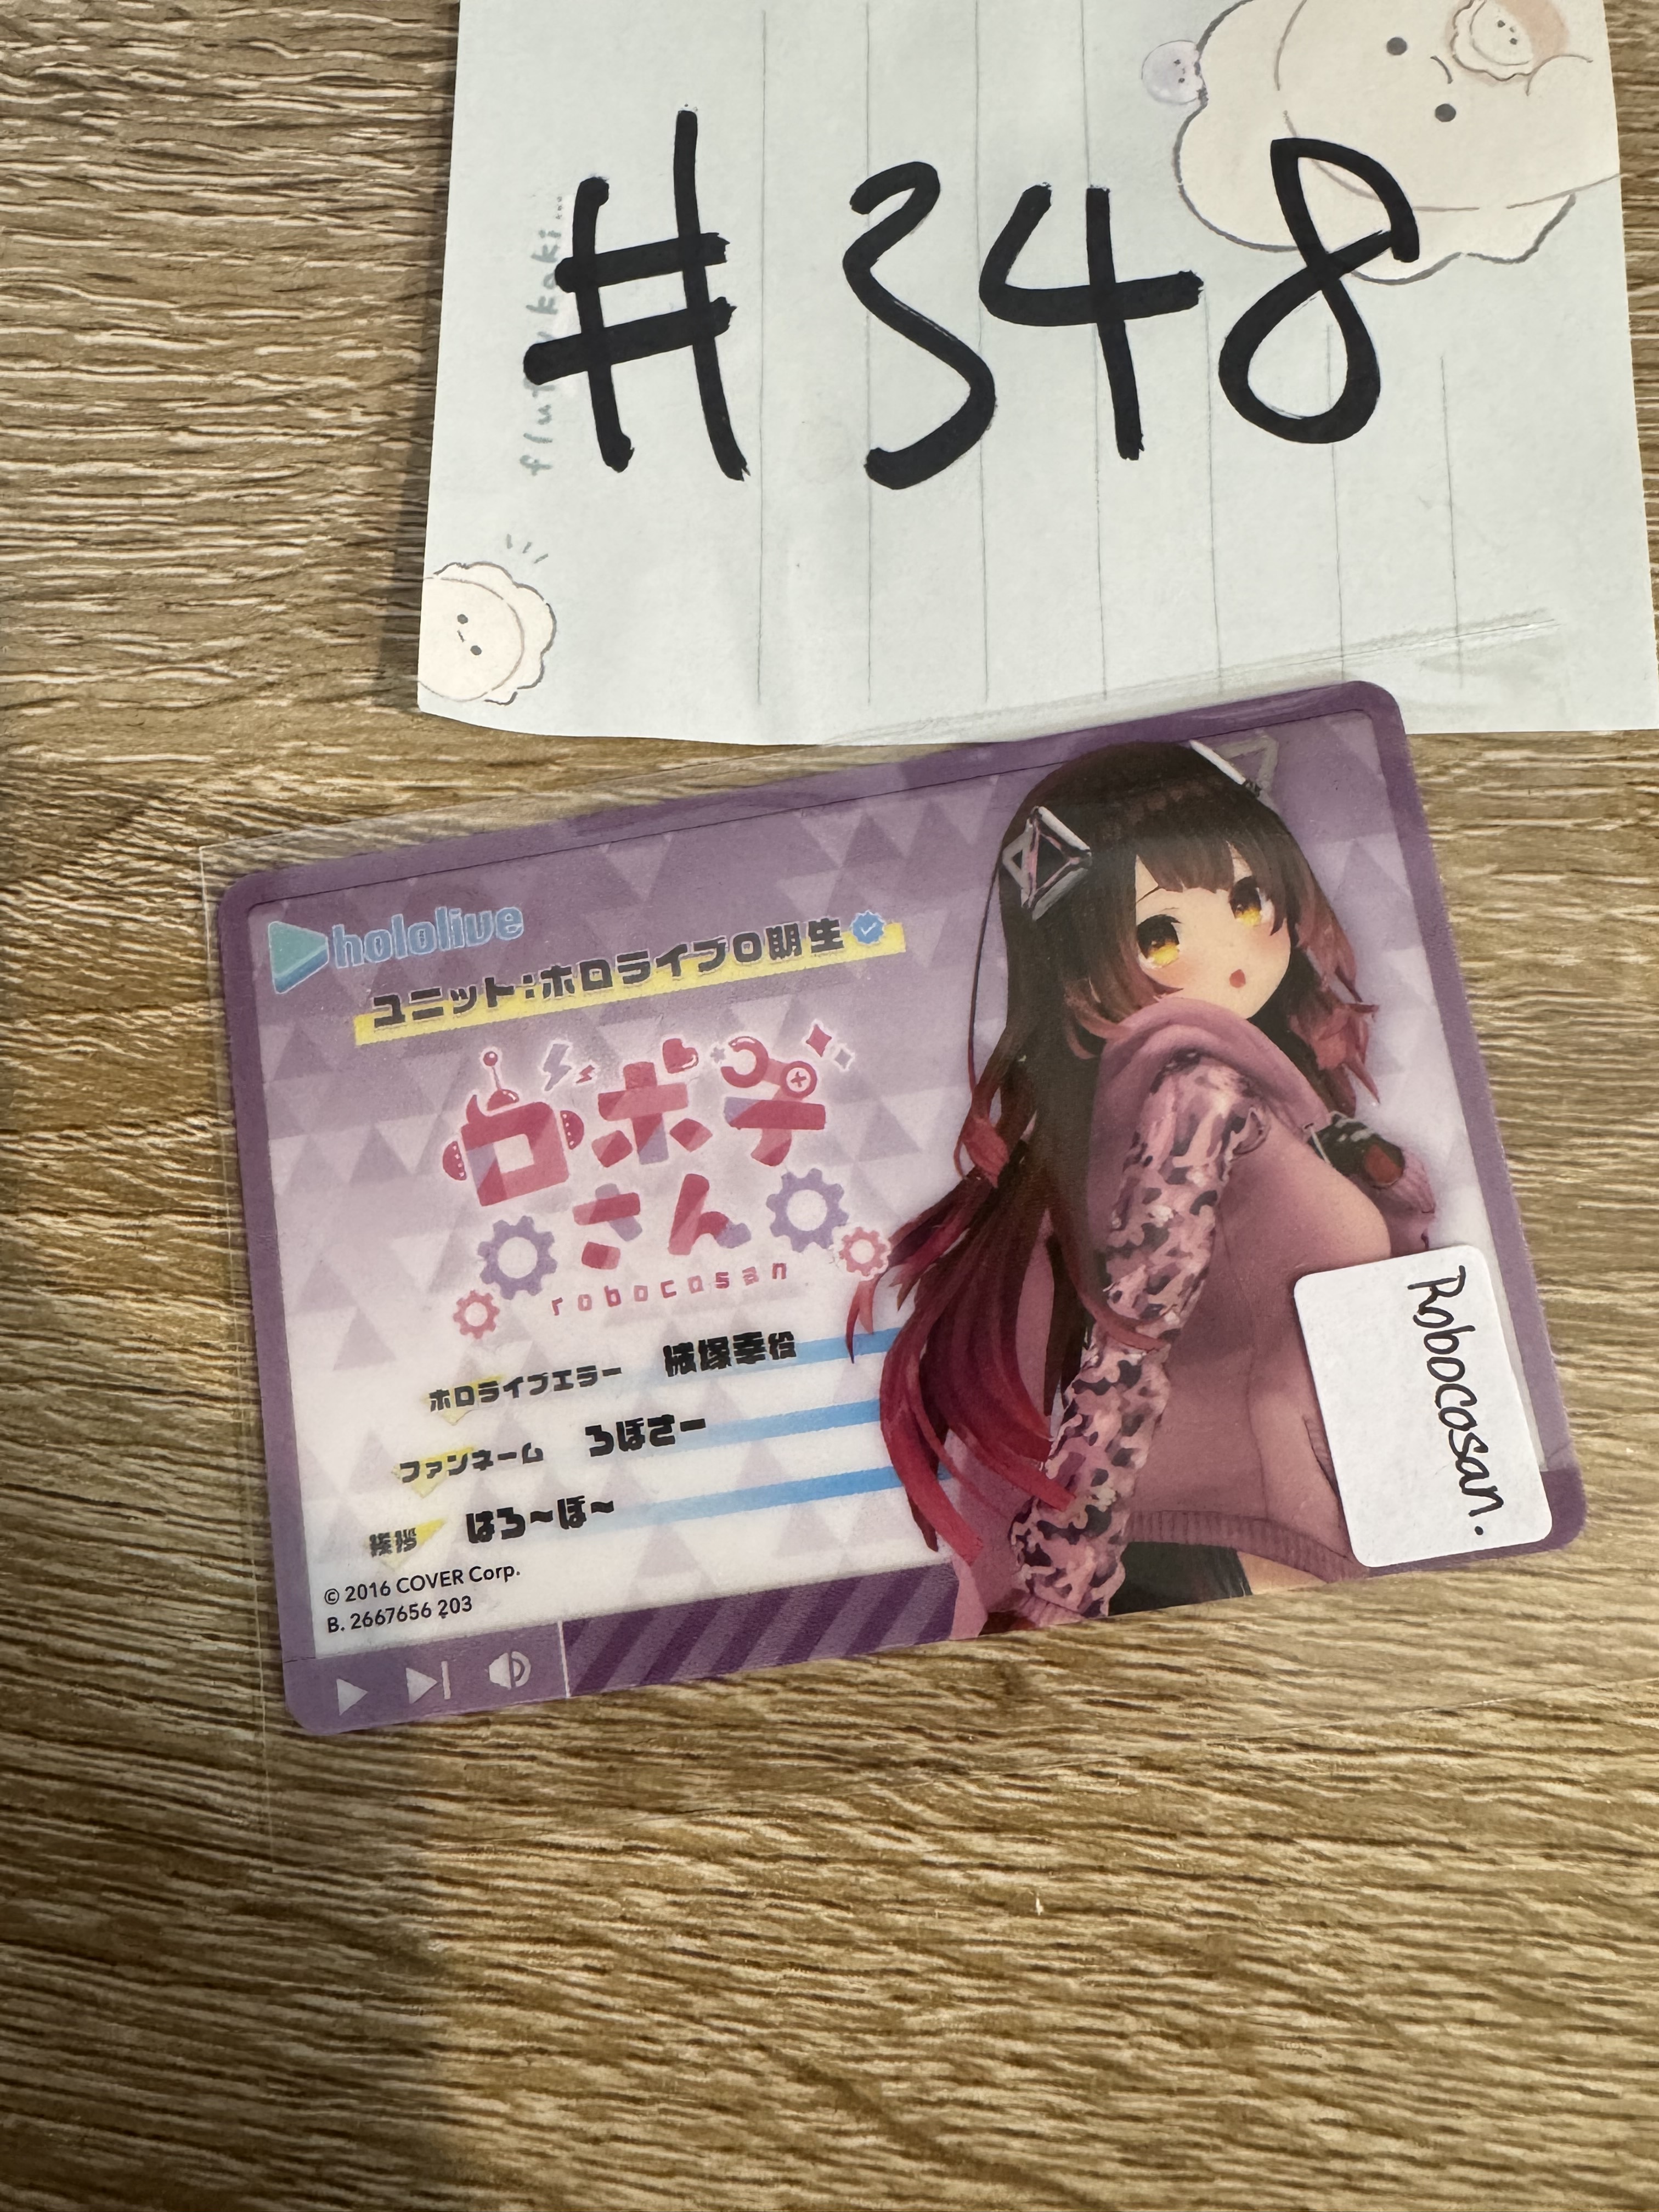 #348
hololive
ユニット:ホロライブ0期生
ロボ子
さん
robocosan
ホロライブエラー
ファンネーム ろぼさー
挨拶 はろ~ぼ~
© 2016 COVER Corp.
B. 2667656 203
Robocosan.